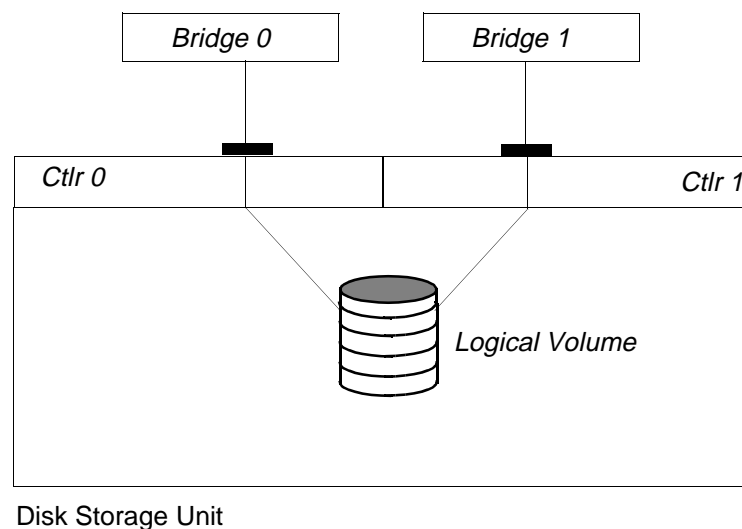 Bridge 0
Bridge 1
Ctlr 0
Ctlr 1
Logical Volume
Disk Storage Unit